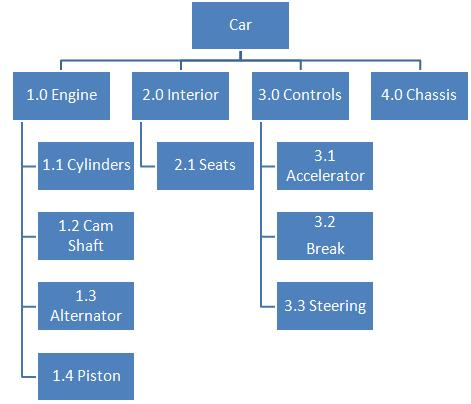 Car
1.0 Engine
2.0 Interior
3.0 Controls
4.0 Chassis
1.1 Cylinders
1.2 Cam
Shaft
1.3
Alternator
1.4 Piston
2.1 Seats
3.1
Accelerator
3.2
Break
3.3 Steering